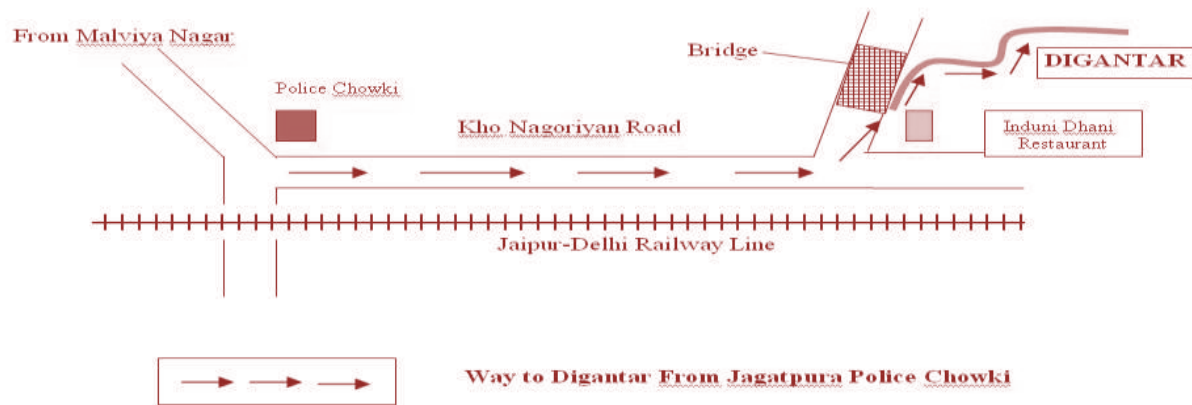 From Malviya Nagar
Bridge
DIGANTAR
Police Chowki
Kho Nagoriyan Road
Induni Dhani
Restaurant
Jaipur-Delhi Railway Line
Way to Digantar From Jagatpura Police Chowki